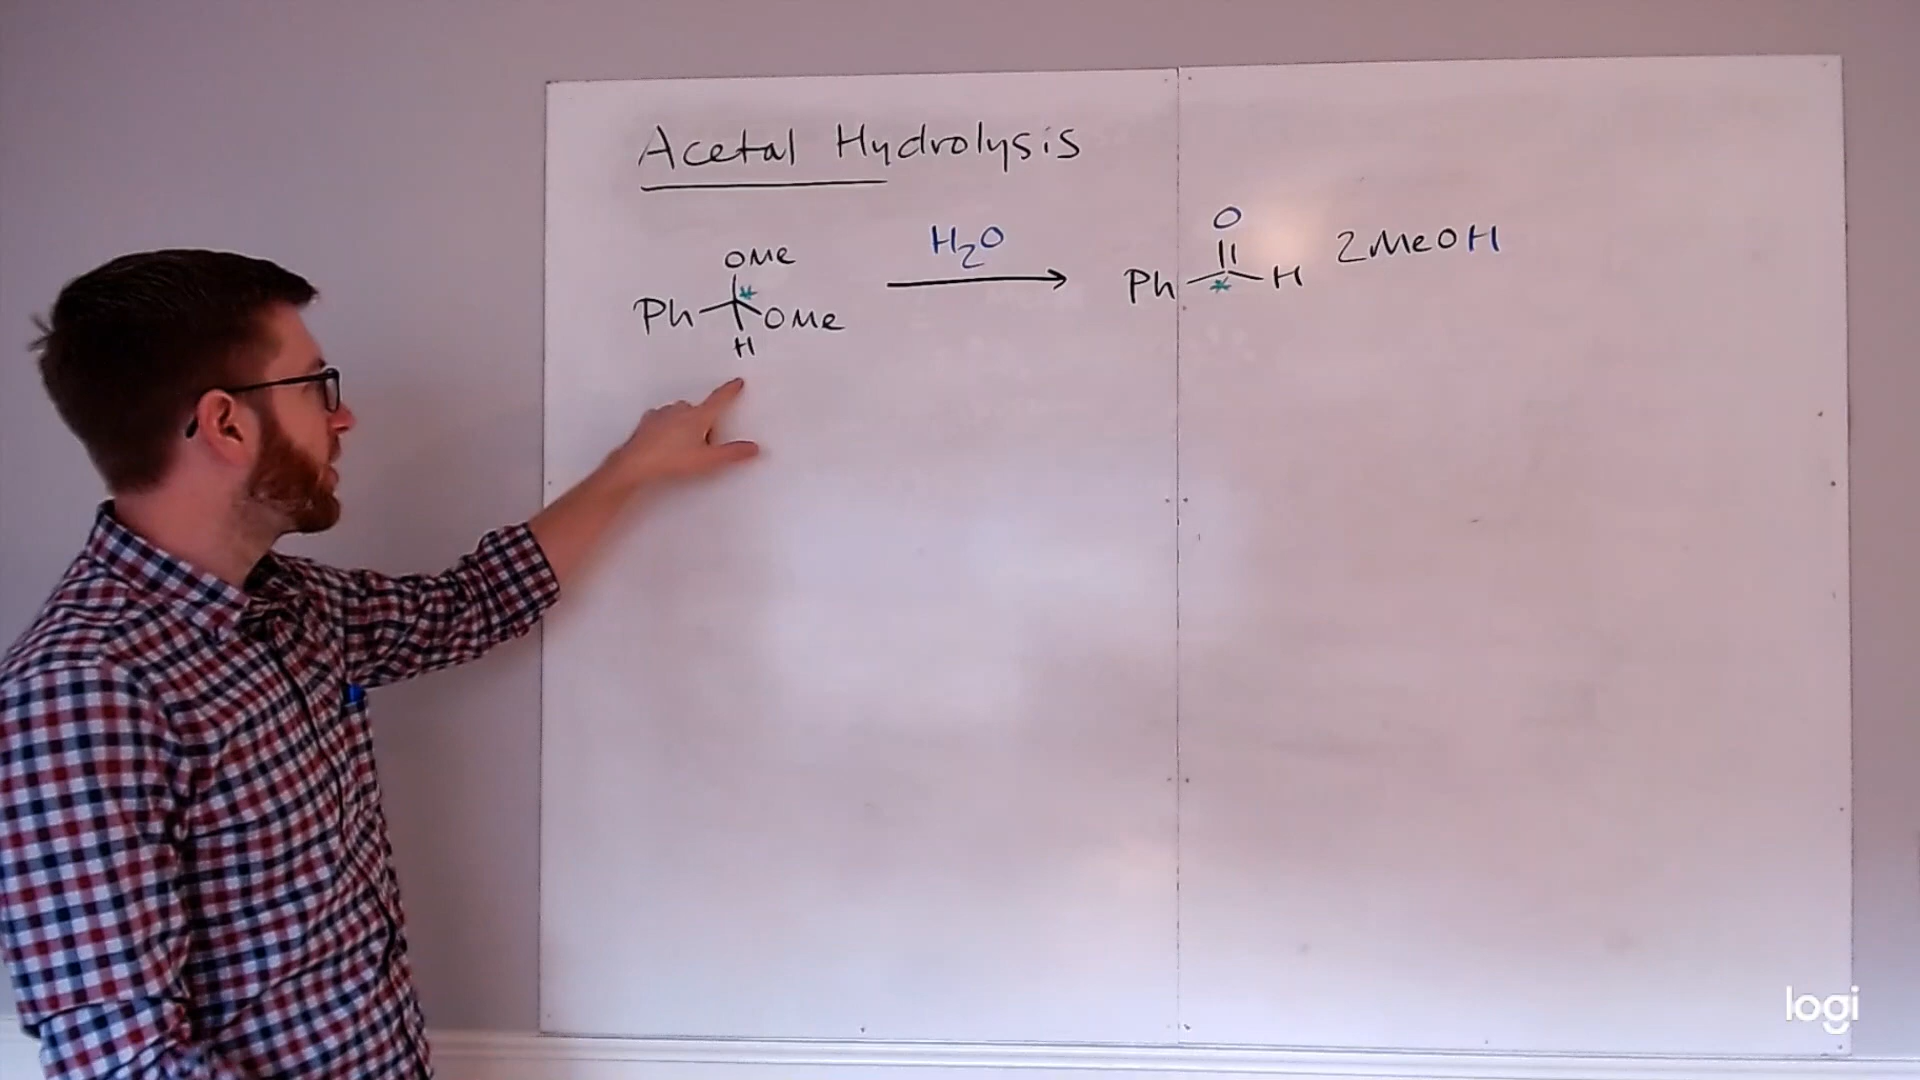 Acetal Hydrolysis
OMe
Ph
*
OMe
H
H2O
O
Ph
*
H
2MeOH
logi